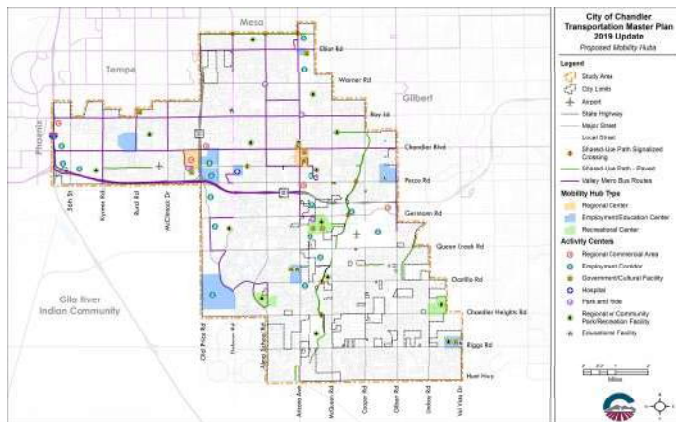 City of Chandler
Transportation Master Plan
2019 Update
Proposed Mobility Hubs
Legend
Study Area
City Limits
Airport
State Highway
Major Street
Local Street
Shared-Use Path Signalized
Crossing
Shared-Use Path - Paved
Valley Metro Bus Routes
Mobility Hub Type
Regional Center
Employment/Education Center
Recreational Center
Activity Centers
Regional Commercial Area
Employment Corridor
Government/Cultural Facility
Hospital
Park and Ride
Regional or Community
Park/Recreation Facility
Educational Facility
Miles
Mesa
Tempe
Gilbert
Phoenix
Gila River
Indian Community
Elliot Rd
Warner Rd
Ray Rd
Chandler Blvd
Pecos Rd
Germann Rd
Queen Creek Rd
Ocotillo Rd
Chandler Heights Rd
Riggs Rd
Hunt Hwy
56th St
Kyrene Rd
Rural Rd
McClintock Dr
Old Price Rd
Dobson Rd
Alma School Rd
Arizona Ave
McQueen Rd
Cooper Rd
Gilbert Rd
Lindsay Rd
Val Vista Dr